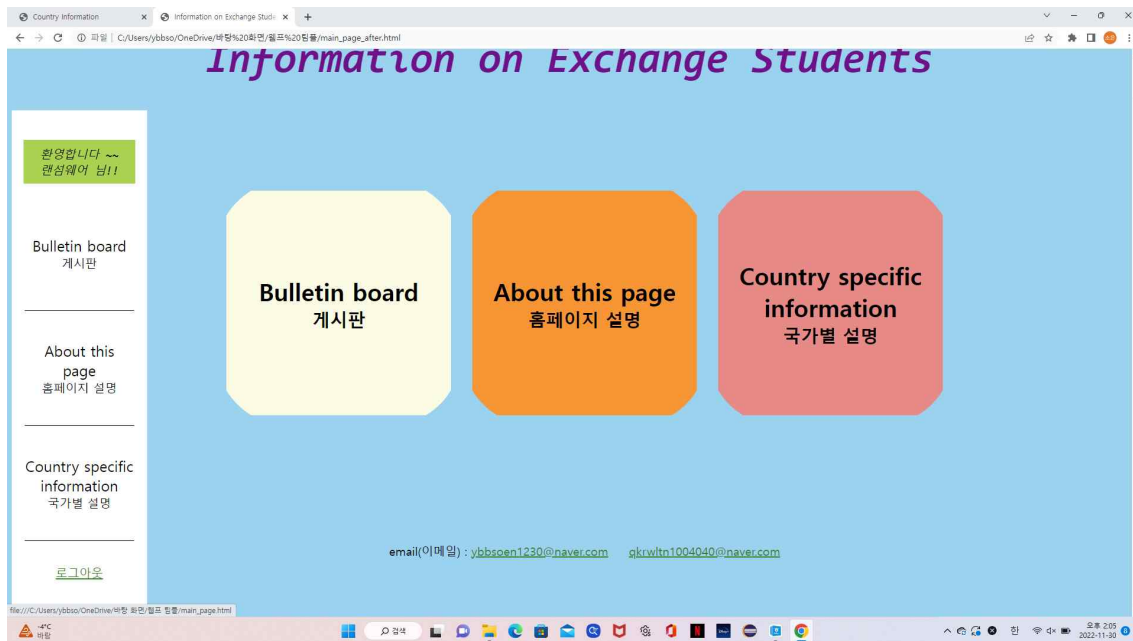 Country Information
Information on Exchange Stude
파일 | C:/Users/ybbso/OneDrive/바탕%20화면/웹프%20팀플/main_page_after.html
Information on Exchange Students
환영합니다 ~~
랜섬웨어 님!!
Bulletin board
게시판
About this
page
홈페이지 설명
Country specific
information
국가별 설명
로그아웃
Bulletin board
게시판
About this page
홈페이지 설명
Country specific
information
국가별 설명
email(이메일) : ybbsoen1230@naver.com qkrwltn1004040@naver.com
file:///C:/Users/ybbso/OneDrive/바탕 화면/웹프 팀플/main_page.html
-4°C
바람
검색
한
오후 2:05
2022-11-30